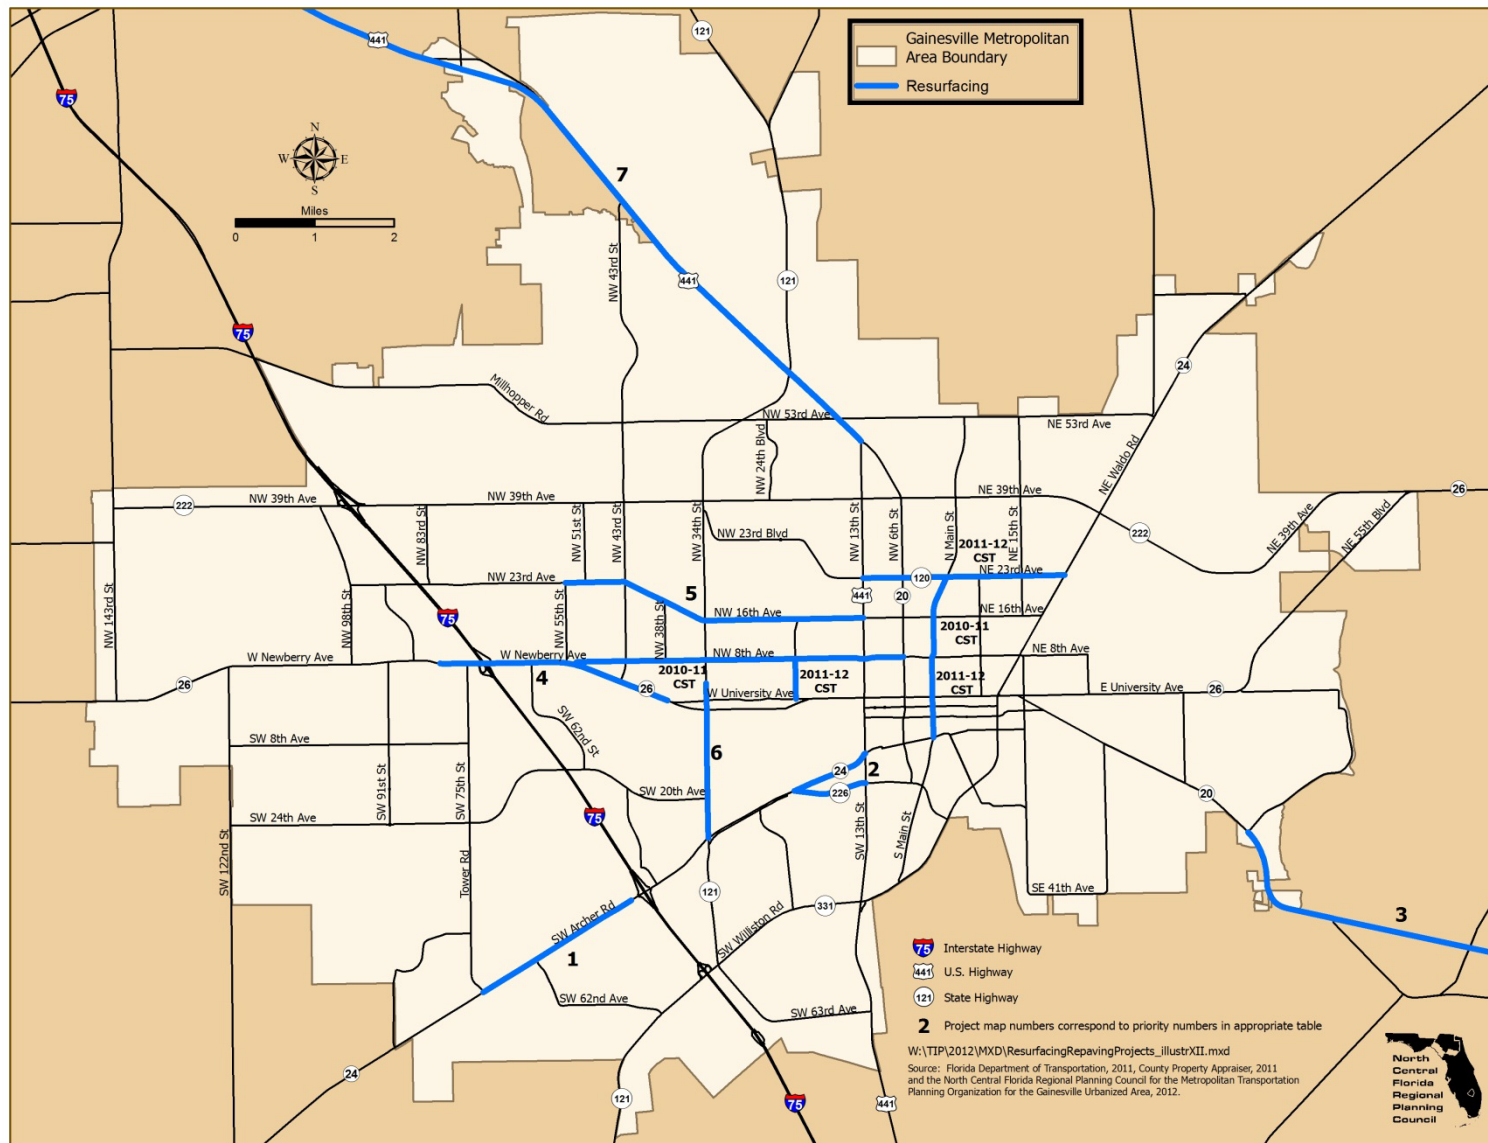 Gainesville Metropolitan
Area Boundary
Resurfacing
441
121
75
N
W
E
S
Miles
0
1
2
7
NW 43rd St
441
121
75
24
Millhopper Rd
NW 53rd Ave
NE 53rd Ave
NW 24th Blvd
NE Waldo Rd
222
NW 39th Ave
NW 39th Ave
NE 39th Ave
26
NW 83rd St
NW 51st St
NW 43rd St
NW 34th St
NW 23rd Blvd
NW 13th St
NW 6th St
N Main St
NE 15th St
2011-12
CST
222
NE 39th Ave
NE 55th Blvd
NW 23rd Ave
120
NE 23rd Ave
NW 143rd St
NW 98th St
75
NW 55th St
NW 38th St
5
441
20
NW 16th Ave
NE 16th Ave
2010-11
CST
W Newberry Ave
W Newberry Ave
NW 8th Ave
NE 8th Ave
4
2010-11
CST
2011-12
CST
2011-12
CST
26
26
W University Ave
E University Ave
26
SW 62nd St
SW 8th Ave
6
24
2
226
SW 91st St
SW 75th St
SW 20th Ave
20
75
SW 24th Ave
SW 122nd St
SW 13th St
S Main St
Tower Rd
121
SE 41th Ave
331
SW Archer Rd
SW Williston Rd
3
1
SW 62nd Ave
SW 63rd Ave
24
121
75
441
75
Interstate Highway
441
U.S. Highway
121
State Highway
2
Project map numbers correspond to priority numbers in appropriate table
W:\TIP\2012\MXD\ResurfacingRepavingProjects_illustrXII.mxd
Source: Florida Department of Transportation, 2011, County Property Appraiser, 2011
and the North Central Florida Regional Planning Council for the Metropolitan Transportation
Planning Organization for the Gainesville Urbanized Area, 2012.
North
Central
Florida
Regional
Planning
Council